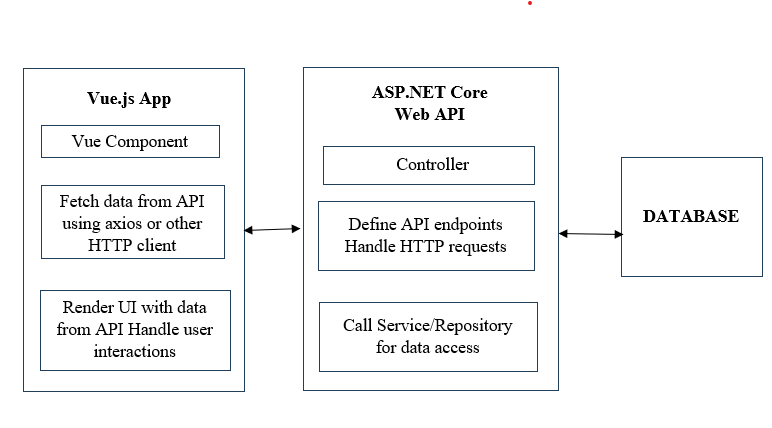 Vue.js App
Vue Component
Fetch data from API
using axios or other
HTTP client
Render UI with data
from API Handle user
interactions
ASP.NET Core
Web API
Controller
Define API endpoints
Handle HTTP requests
Call Service/Repository
for data access
DATABASE